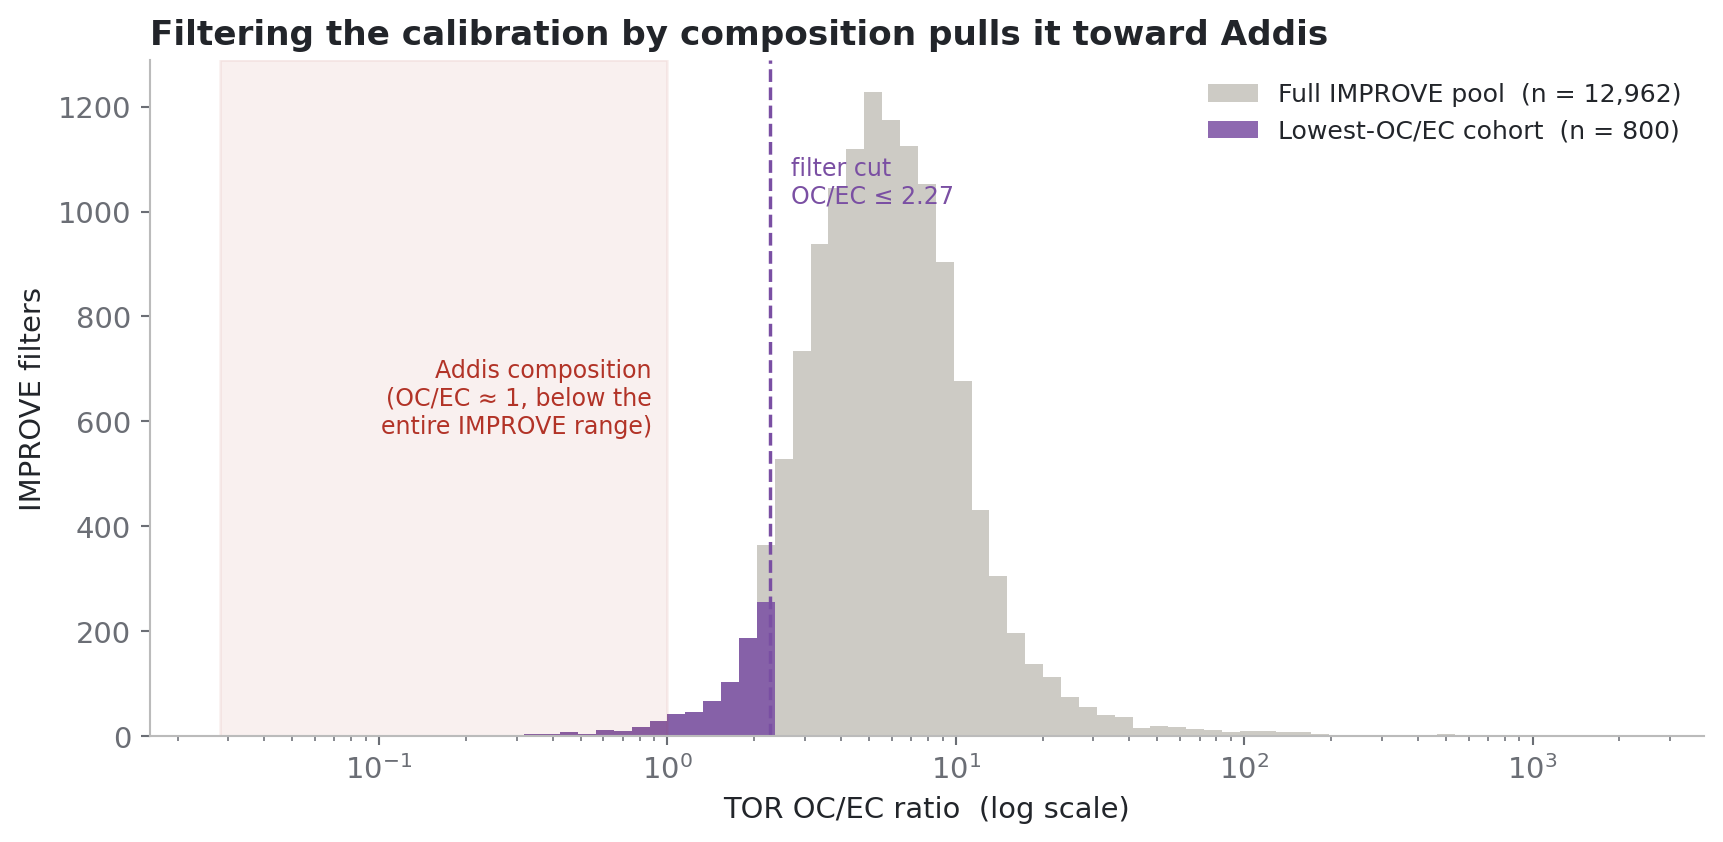 Filtering the calibration by composition pulls it toward Addis
Full IMPROVE pool (n = 12,962)
Lowest-OC/EC cohort (n = 800)
filter cut
OC/EC ≤ 2.27
Addis composition
(OC/EC ≈ 1, below the
entire IMPROVE range)
IMPROVE filters
1200
1000
800
600
400
200
0
10⁻¹
10⁰
10¹
10²
10³
TOR OC/EC ratio (log scale)